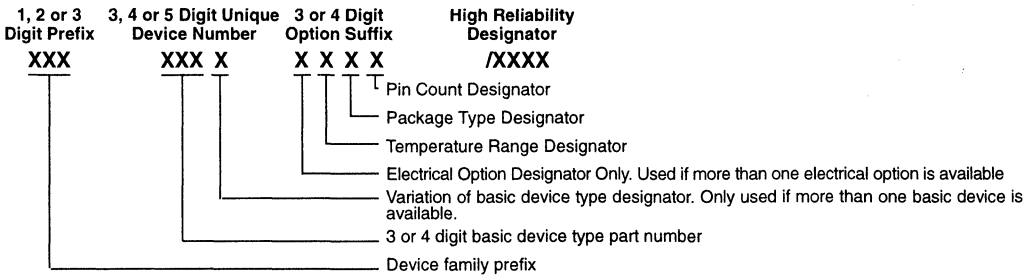 1, 2 or 3 3, 4 or 5 Digit Unique 3 or 4 Digit High Reliability
Digit Prefix Device Number Option Suffix Designator
XXX XXX X X X X X /XXXX
Pin Count Designator
Package Type Designator
Temperature Range Designator
Electrical Option Designator Only. Used if more than one electrical option is available
Variation of basic device type designator. Only used if more than one basic device is
available.
3 or 4 digit basic device type part number
Device family prefix